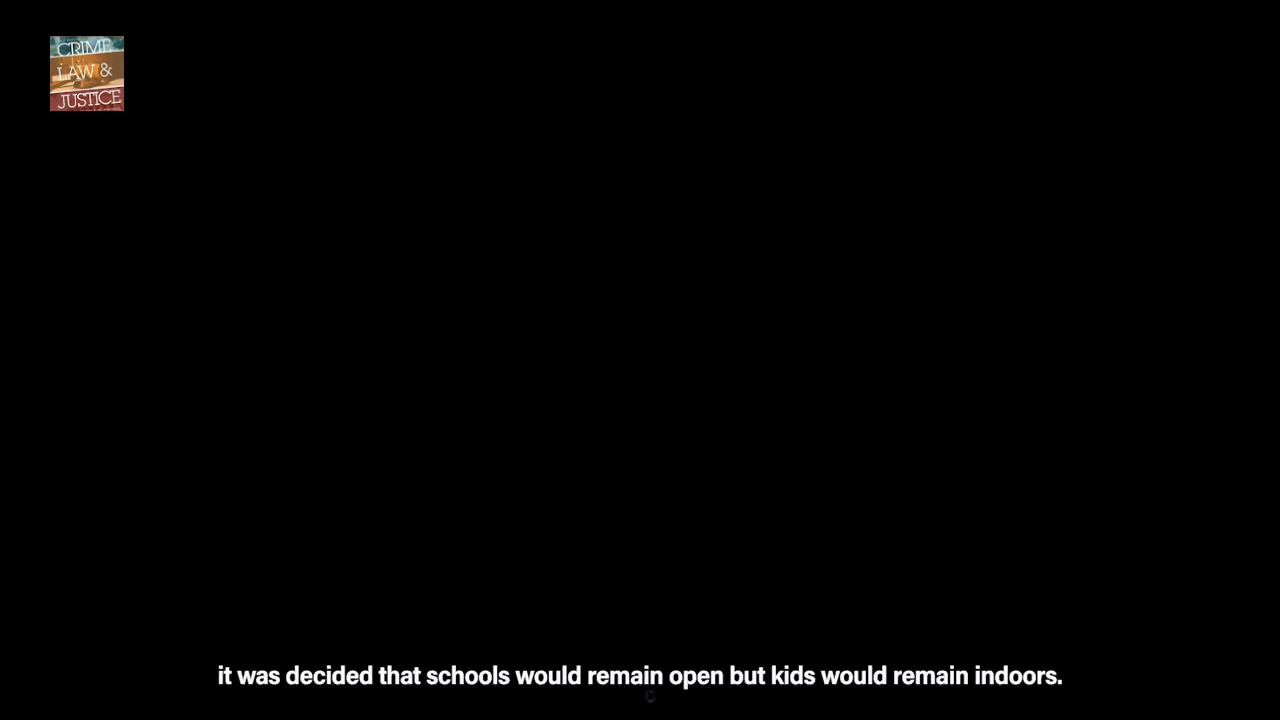 CRIME
LAW &
JUSTICE
it was decided that schools would remain open but kids would remain indoors.